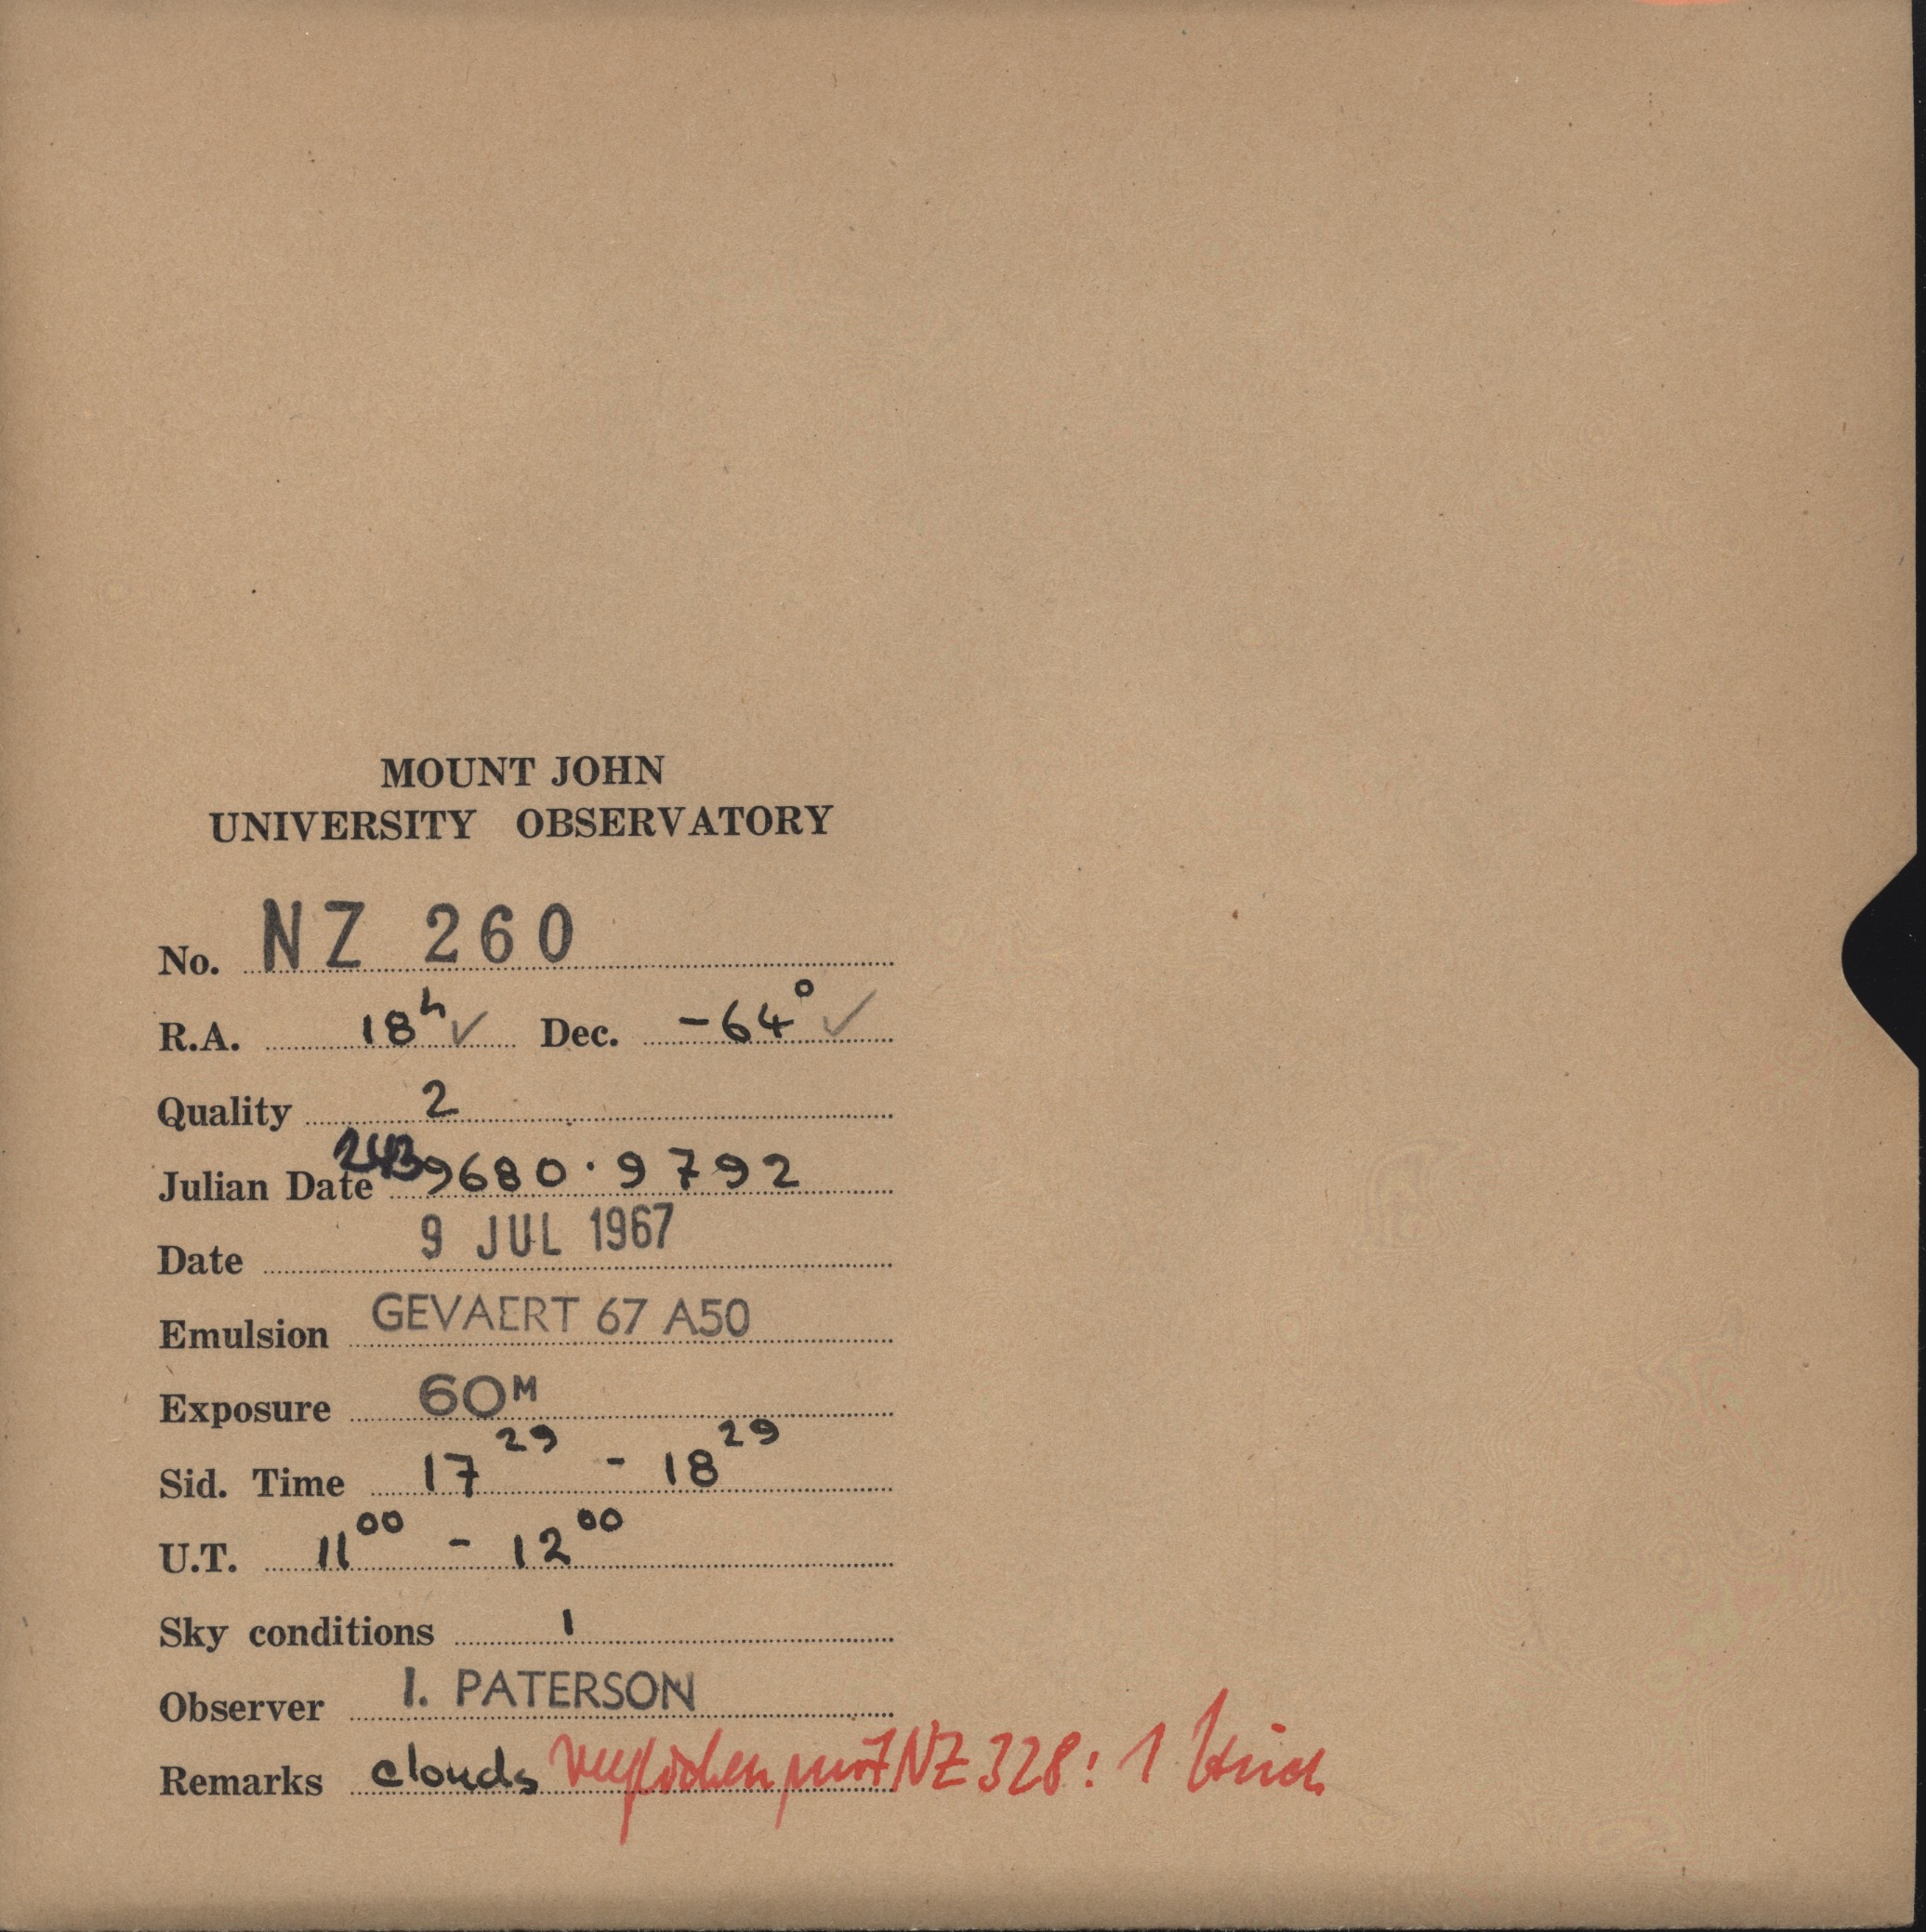 MOUNT JOHN
UNIVERSITY OBSERVATORY
No. NZ 260
R.A. 18h ✓ Dec. -64° ✓
Quality 2
Julian Date 2439680.9792
Date 9 JUL 1967
Emulsion GEVAERT 67 A50
Exposure 60M
Sid. Time 17 29 - 18 29
U.T. 11 00 - 12 00
Sky conditions 1
Observer I. PATERSON
Remarks clouds verglichen mit NZ 328: 1